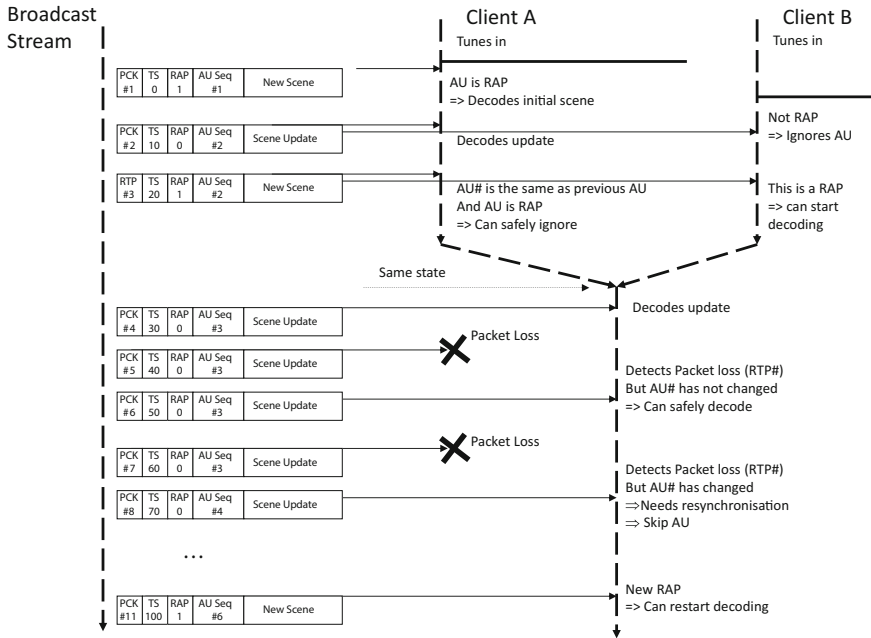 Broadcast
Stream
Client A
Client B
Tunes in
Tunes in
PCK #1 TS 0 RAP 1 AU Seq #1 New Scene
AU is RAP
=> Decodes initial scene
Not RAP
=> Ignores AU
PCK #2 TS 10 RAP 0 AU Seq #2 Scene Update
Decodes update
RTP #3 TS 20 RAP 1 AU Seq #2 New Scene
AU# is the same as previous AU
And AU is RAP
=> Can safely ignore
This is a RAP
=> can start
decoding
Same state
Decodes update
PCK #4 TS 30 RAP 0 AU Seq #3 Scene Update
Packet Loss
PCK #5 TS 40 RAP 0 AU Seq #3 Scene Update
Detects Packet loss (RTP#)
But AU# has not changed
=> Can safely decode
PCK #6 TS 50 RAP 0 AU Seq #3 Scene Update
Packet Loss
PCK #7 TS 60 RAP 0 AU Seq #3 Scene Update
Detects Packet loss (RTP#)
But AU# has changed
⇒Needs resynchronisation
⇒ Skip AU
PCK #8 TS 70 RAP 0 AU Seq #4 Scene Update
...
PCK #11 TS 100 RAP 1 AU Seq #6 New Scene
New RAP
=> Can restart decoding